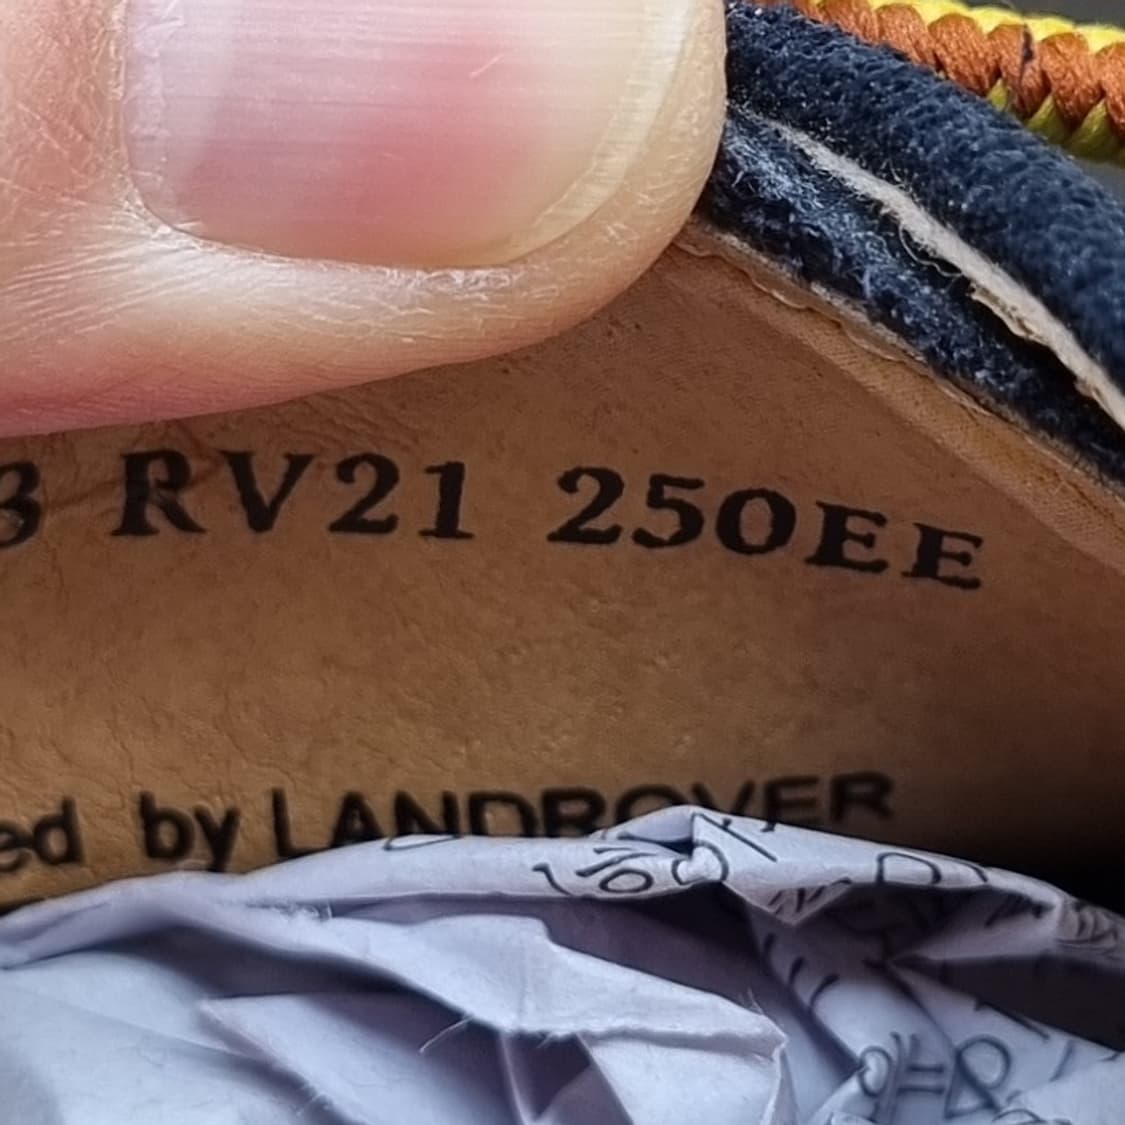 3 RV21 250EE
ed by LANDROVER